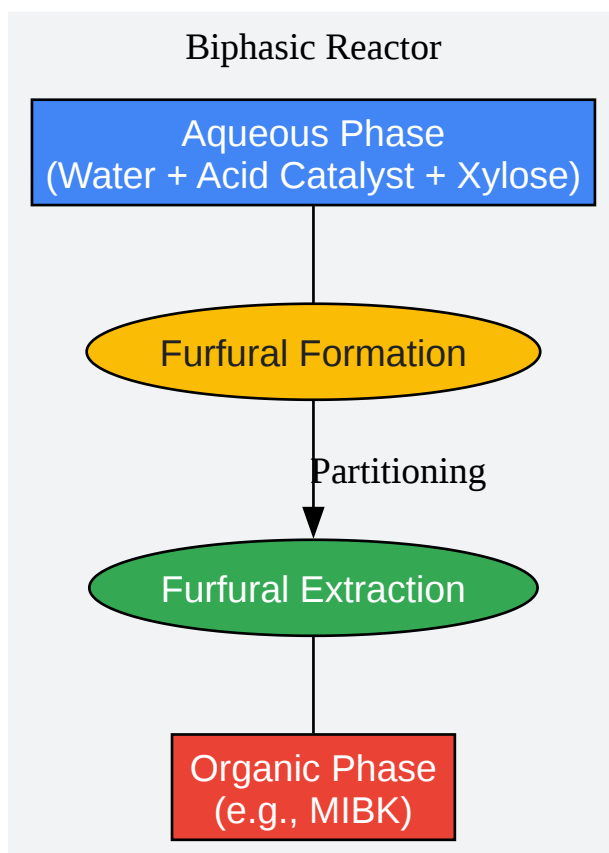 Biphasic Reactor
Aqueous Phase
(Water + Acid Catalyst + Xylose)
Furfural Formation
Partitioning
Furfural Extraction
Organic Phase
(e.g., MIBK)